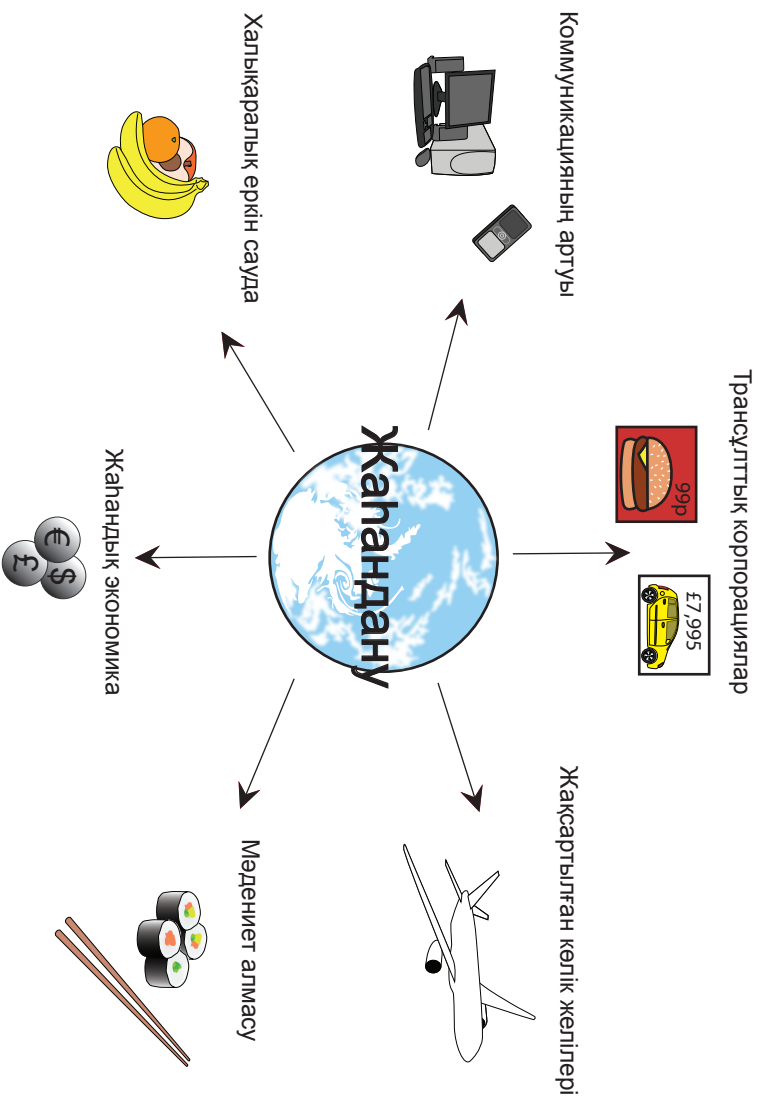 Трансұлттық корпорациялар
99p
£7,995
Коммуникацияның артуы
Жақсартылған көлік желілері
Жаһандану
Халықаралық еркін сауда
Мәдениет алмасу
Жаһандық экономика
€
$
£